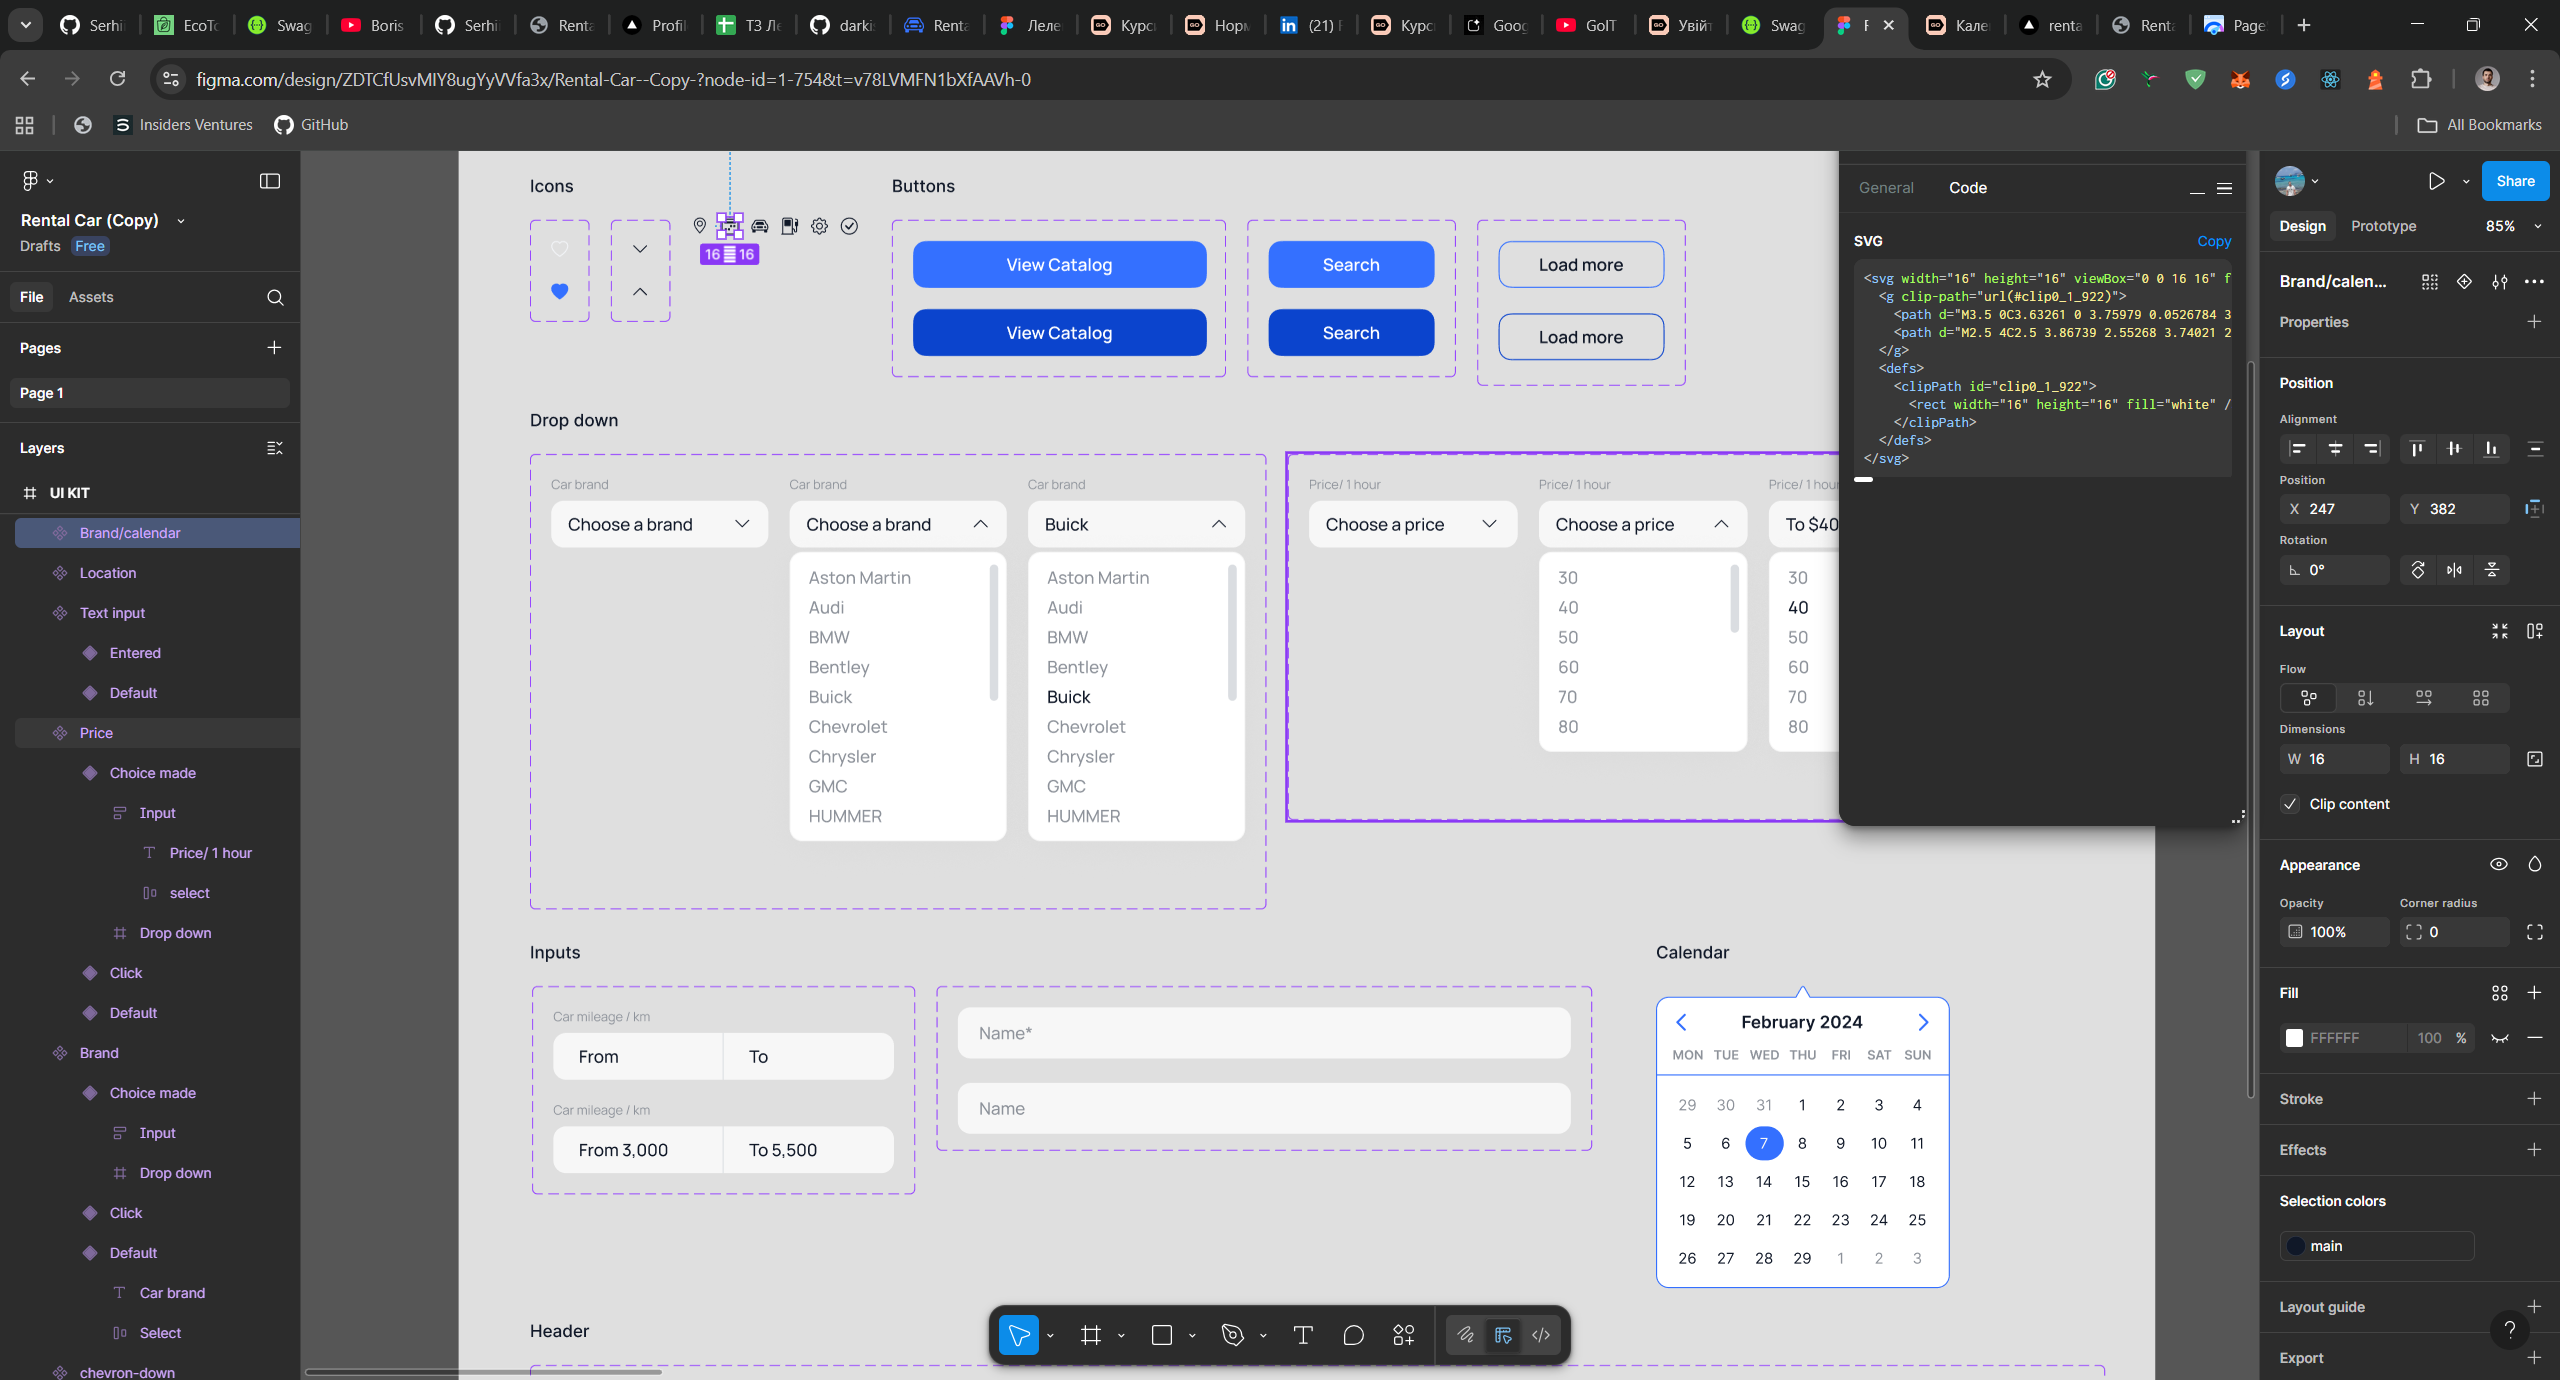 Serhi
EcoTo
Swag
Boris
Serhi
Renta
Profil
ТЗ Ле
darki
Renta
Леле
Курс
Норм
(21) F
Курс
Goog
GoIT
Увій
Swag
F
Кале
renta
Renta
Page
figma.com/design/ZDTCfUsvMIY8ugYyVVfa3x/Rental-Car--Copy-?node-id=1-754&t=v78LVMFN1bXfAAVh-0
Insiders Ventures
GitHub
All Bookmarks
Rental Car (Copy)
Drafts Free
File Assets
Pages
Page 1
Layers
UI KIT
Brand/calendar
Location
Text input
Entered
Default
Price
Choice made
Input
Price/ 1 hour
select
Drop down
Click
Default
Brand
Choice made
Input
Drop down
Click
Default
Car brand
Select
chevron-down
Icons
16 16
Buttons
View Catalog
View Catalog
Search
Search
Load more
Load more
Drop down
Car brand
Choose a brand
Car brand
Choose a brand
Aston Martin
Audi
BMW
Bentley
Buick
Chevrolet
Chrysler
GMC
HUMMER
Car brand
Buick
Aston Martin
Audi
BMW
Bentley
Buick
Chevrolet
Chrysler
GMC
HUMMER
Price/ 1 hour
Choose a price
Price/ 1 hour
Choose a price
30
40
50
60
70
80
Price/ 1 hour
To $40
30
40
50
60
70
80
Inputs
Car mileage / km
From To
Car mileage / km
From 3,000 To 5,500
Name*
Name
Calendar
February 2024
MON TUE WED THU FRI SAT SUN
29 30 31 1 2 3 4
5 6 7 8 9 10 11
12 13 14 15 16 17 18
19 20 21 22 23 24 25
26 27 28 29 1 2 3
Header
General Code
SVG Copy
<svg width="16" height="16" viewBox="0 0 16 16" f
<g clip-path="url(#clip0_1_922)">
<path d="M3.5 0C3.63261 0 3.75979 0.0526784 3
<path d="M2.5 4C2.5 3.86739 2.55268 3.74021 2
</g>
<defs>
<clipPath id="clip0_1_922">
<rect width="16" height="16" fill="white" /
</clipPath>
</defs>
</svg>
Share
Design Prototype 85%
Brand/calen...
Properties
Position
Alignment
Position
X 247 Y 382
Rotation
0°
Layout
Flow
Dimensions
W 16 H 16
Clip content
Appearance
Opacity Corner radius
100% 0
Fill
FFFFFF 100 %
Stroke
Effects
Selection colors
main
Layout guide
?
Export